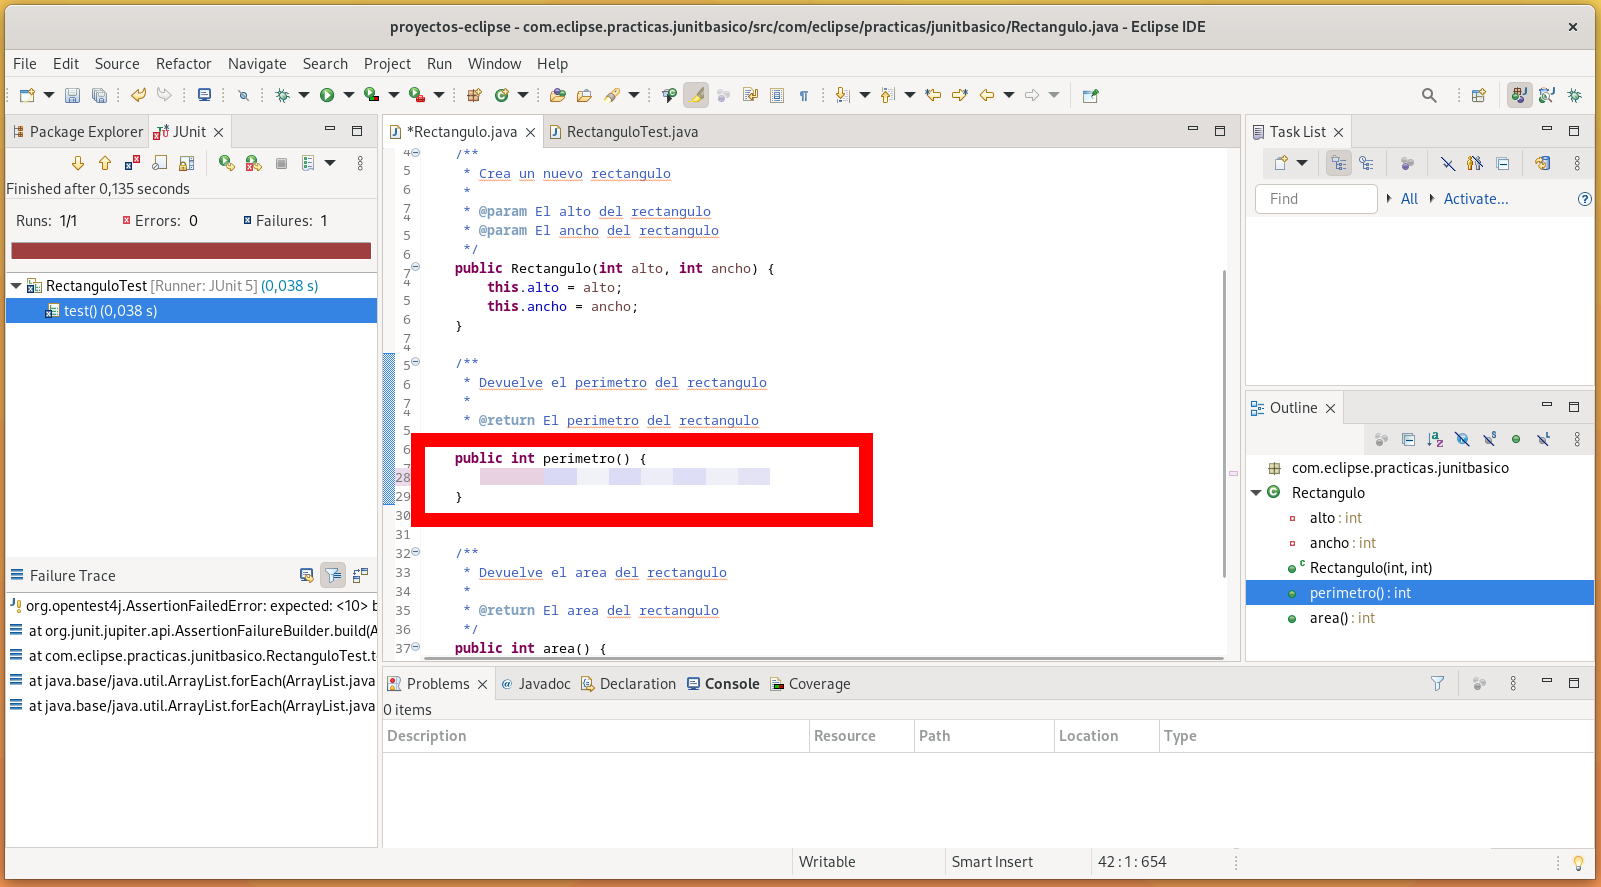 proyectos-eclipse - com.eclipse.practicas.junitbasico/src/com/eclipse/practicas/junitbasico/Rectangulo.java - Eclipse IDE
File Edit Source Refactor Navigate Search Project Run Window Help
Package Explorer
JUnit
Finished after 0,135 seconds
Runs: 1/1
Errors: 0
Failures: 1
RectanguloTest [Runner: JUnit 5] (0,038 s)
test() (0,038 s)
Failure Trace
org.opentest4j.AssertionFailedError: expected: <10> b
at org.junit.jupiter.api.AssertionFailureBuilder.build(A
at com.eclipse.practicas.junitbasico.RectanguloTest.t
at java.base/java.util.ArrayList.forEach(ArrayList.java
at java.base/java.util.ArrayList.forEach(ArrayList.java
*Rectangulo.java
RectanguloTest.java
4 /**
5 * Crea un nuevo rectangulo
6 *
7 
4 * @param El alto del rectangulo
5 * @param El ancho del rectangulo
6 */
7 public Rectangulo(int alto, int ancho) {
4 this.alto = alto;
5 this.ancho = ancho;
6 }
7
4
5 /**
6 * Devuelve el perimetro del rectangulo
7 *
4 * @return El perimetro del rectangulo
5
6
public int perimetro() {
28
29 }
30
31
32 /**
33 * Devuelve el area del rectangulo
34 *
35 * @return El area del rectangulo
36 */
37 public int area() {
Task List
Find
All
Activate...
Outline
com.eclipse.practicas.junitbasico
Rectangulo
alto : int
ancho : int
Rectangulo(int, int)
perimetro() : int
area() : int
Problems
Javadoc
Declaration
Console
Coverage
0 items
Description Resource Path Location Type
Writable Smart Insert 42 : 1 : 654